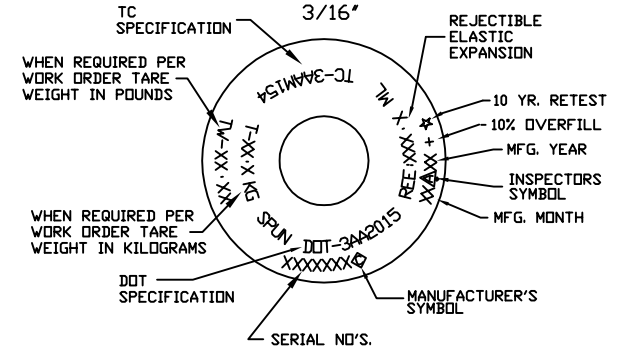 3/16"
TC
SPECIFICATION
REJECTIBLE
ELASTIC
EXPANSION
WHEN REQUIRED PER
WORK ORDER TARE
WEIGHT IN POUNDS
10 YR. RETEST
10% OVERFILL
MFG. YEAR
INSPECTORS
SYMBOL
MFG. MONTH
WHEN REQUIRED PER
WORK ORDER TARE
WEIGHT IN KILOGRAMS
DOT
SPECIFICATION
MANUFACTURER'S
SYMBOL
SERIAL NO'S.
TC-3AAM154
TW-XX·XX
T-XX·X KG
SPUN
DOT-3AA2015
XXXXXXX
REE:XXX·X ML